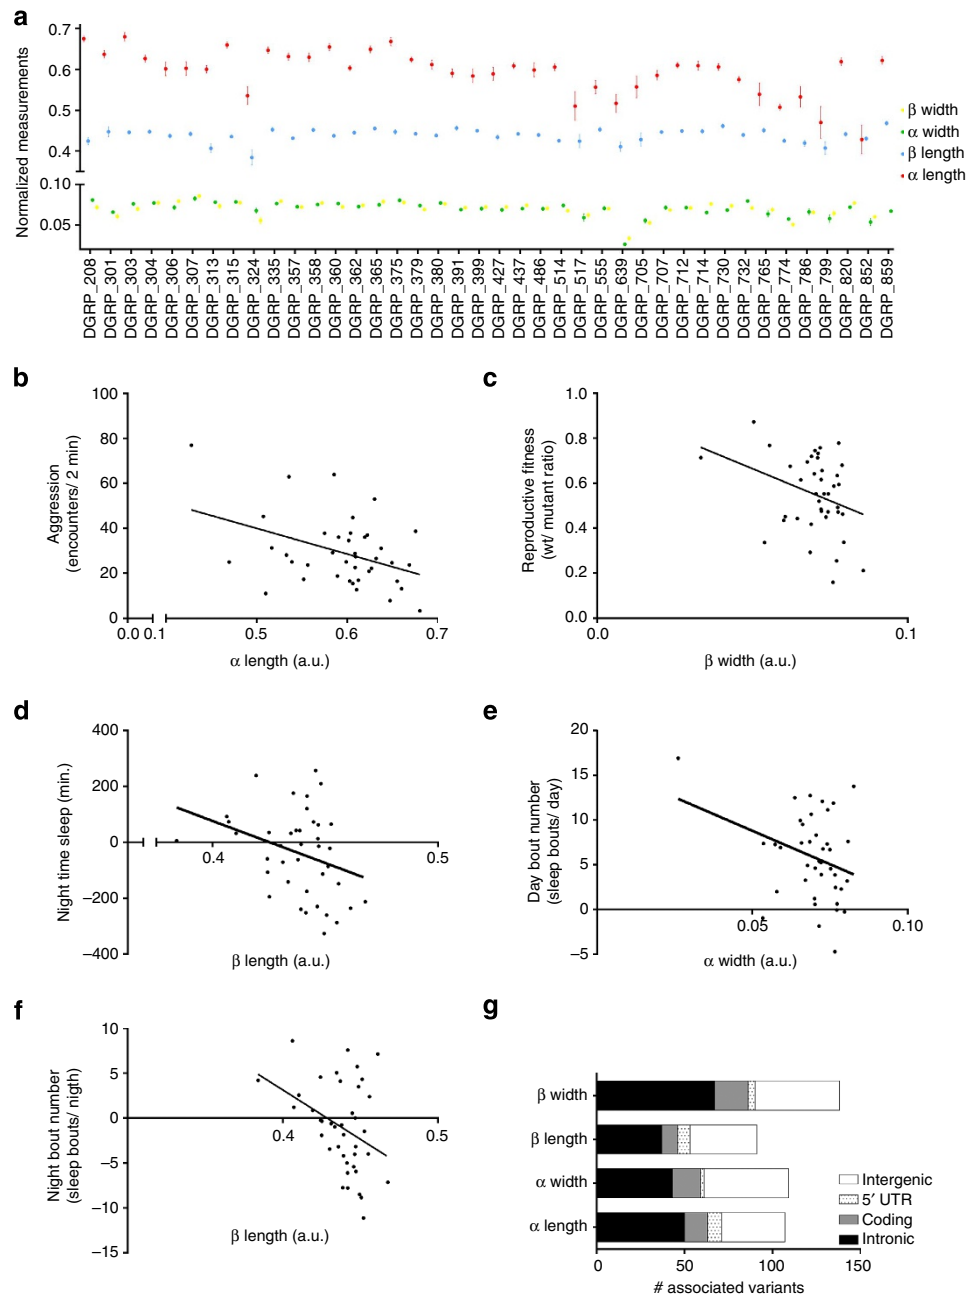 a
Normalized measurements
0.7
0.6
0.5
0.4
0.10
0.05
β width
α width
β length
α length
DGRP_208
DGRP_301
DGRP_303
DGRP_304
DGRP_306
DGRP_307
DGRP_313
DGRP_315
DGRP_324
DGRP_335
DGRP_357
DGRP_358
DGRP_360
DGRP_362
DGRP_365
DGRP_375
DGRP_379
DGRP_380
DGRP_391
DGRP_399
DGRP_427
DGRP_437
DGRP_486
DGRP_514
DGRP_517
DGRP_555
DGRP_639
DGRP_705
DGRP_707
DGRP_712
DGRP_714
DGRP_730
DGRP_732
DGRP_765
DGRP_774
DGRP_786
DGRP_799
DGRP_820
DGRP_852
DGRP_859
b
Aggression
(encounters/ 2 min)
100
80
60
40
20
0
0.0 0.1 0.5 0.6 0.7
α length (a.u.)
c
Reproductive fitness
(wt/ mutant ratio)
1.0
0.8
0.6
0.4
0.2
0.0
0.0 0.1
β width (a.u.)
d
Night time sleep (min.)
400
200
0
–200
–400
0.4 0.5
β length (a.u.)
e
Day bout number
(sleep bouts/ day)
20
15
10
5
0
–5
0.05 0.10
α width (a.u.)
f
Night bout number
(sleep bouts/ nigth)
10
5
0
–5
–10
–15
0.4 0.5
β length (a.u.)
g
β width
β length
α width
α length
Intergenic
5′ UTR
Coding
Intronic
0 50 100 150
# associated variants